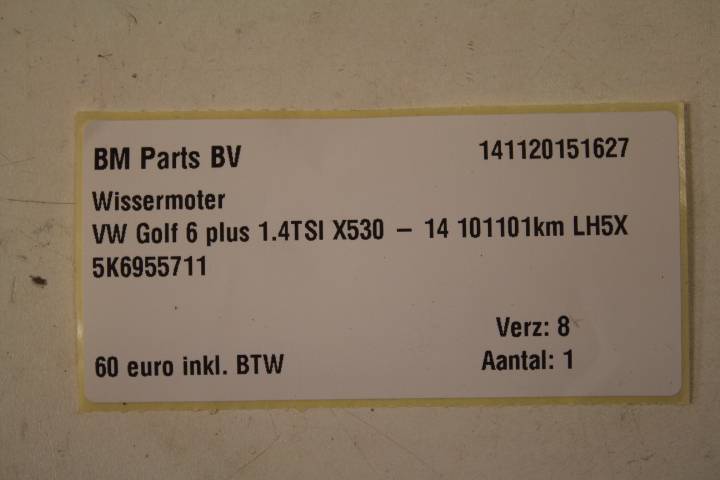 BM Parts BV 141120151627
Wissermoter
VW Golf 6 plus 1.4TSI X530 – 14 101101km LH5X
5K6955711
Verz: 8
60 euro inkl. BTW Aantal: 1